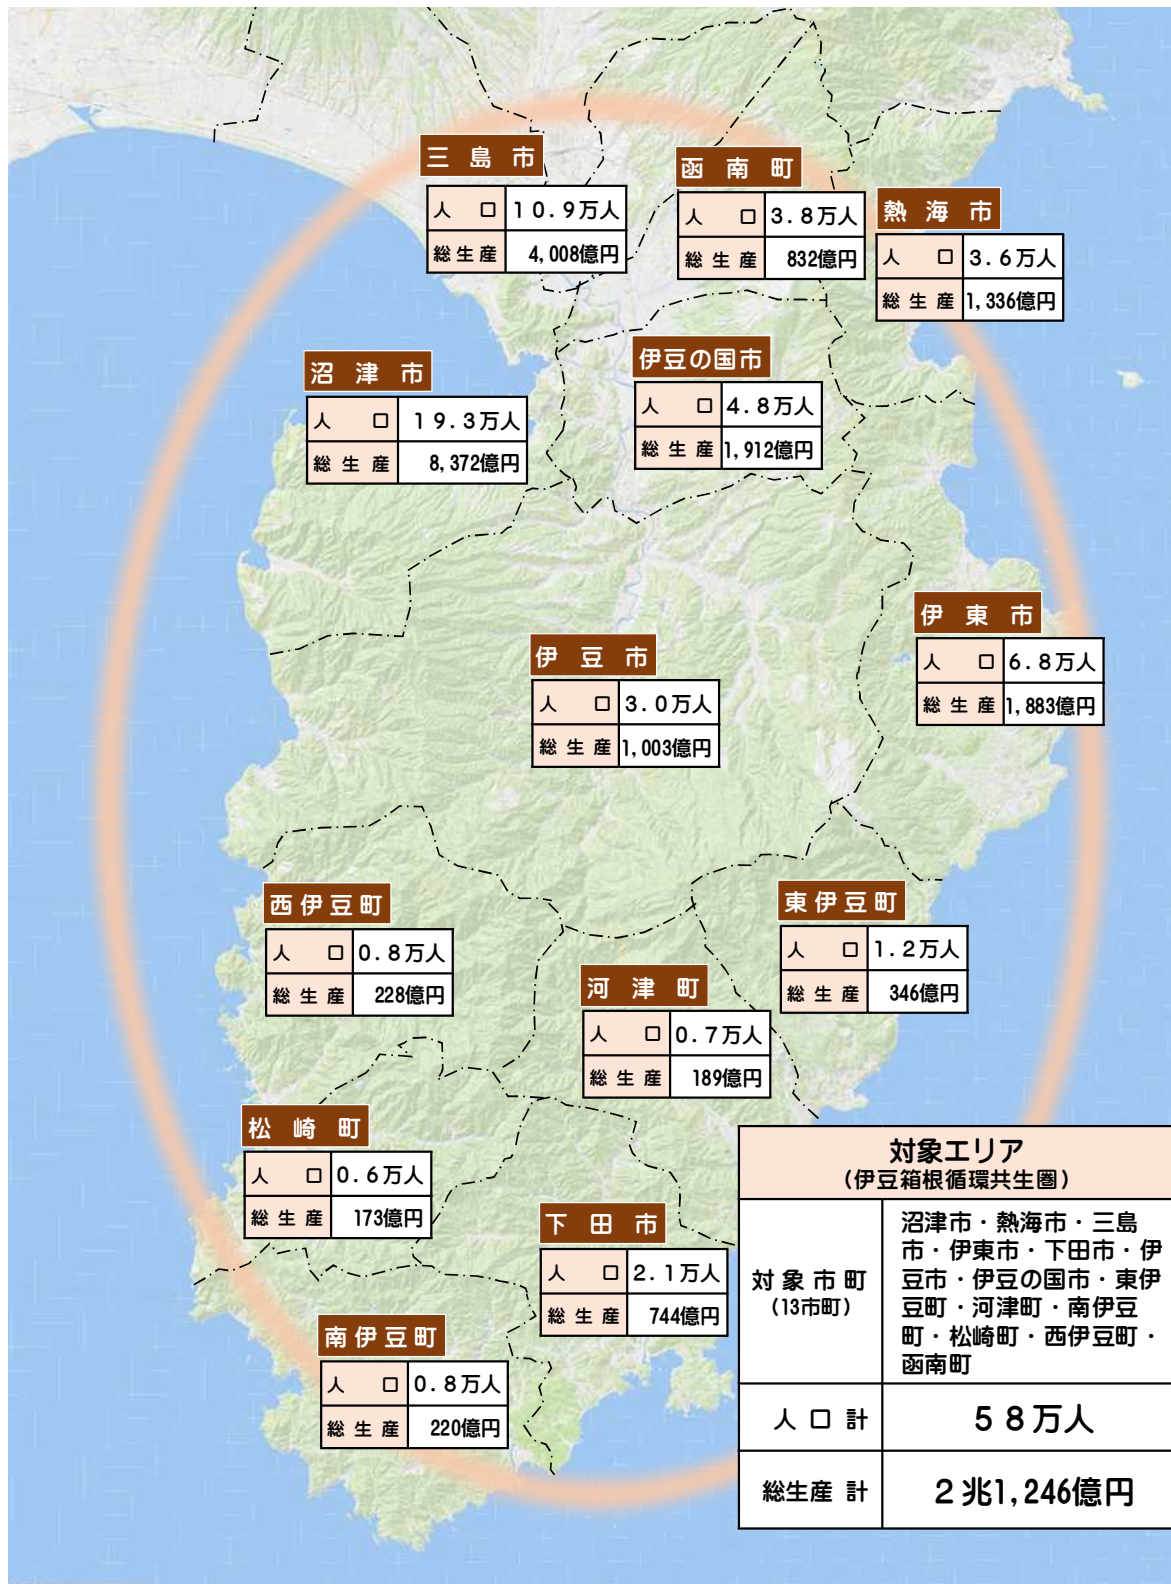 三島市
人口 10.9万人
総生産 4,008億円
函南町
人口 3.8万人
総生産 832億円
熱海市
人口 3.6万人
総生産 1,336億円
沼津市
人口 19.3万人
総生産 8,372億円
伊豆の国市
人口 4.8万人
総生産 1,912億円
伊東市
人口 6.8万人
総生産 1,883億円
伊豆市
人口 3.0万人
総生産 1,003億円
西伊豆町
人口 0.8万人
総生産 228億円
東伊豆町
人口 1.2万人
総生産 346億円
河津町
人口 0.7万人
総生産 189億円
松崎町
人口 0.6万人
総生産 173億円
下田市
人口 2.1万人
総生産 744億円
南伊豆町
人口 0.8万人
総生産 220億円
対象エリア
(伊豆箱根循環共生圏)
対象市町
(13市町)
沼津市・熱海市・三島
市・伊東市・下田市・伊
豆市・伊豆の国市・東伊
豆町・河津町・南伊豆
町・松崎町・西伊豆町・
函南町
人口計 58万人
総生産計 2兆1,246億円